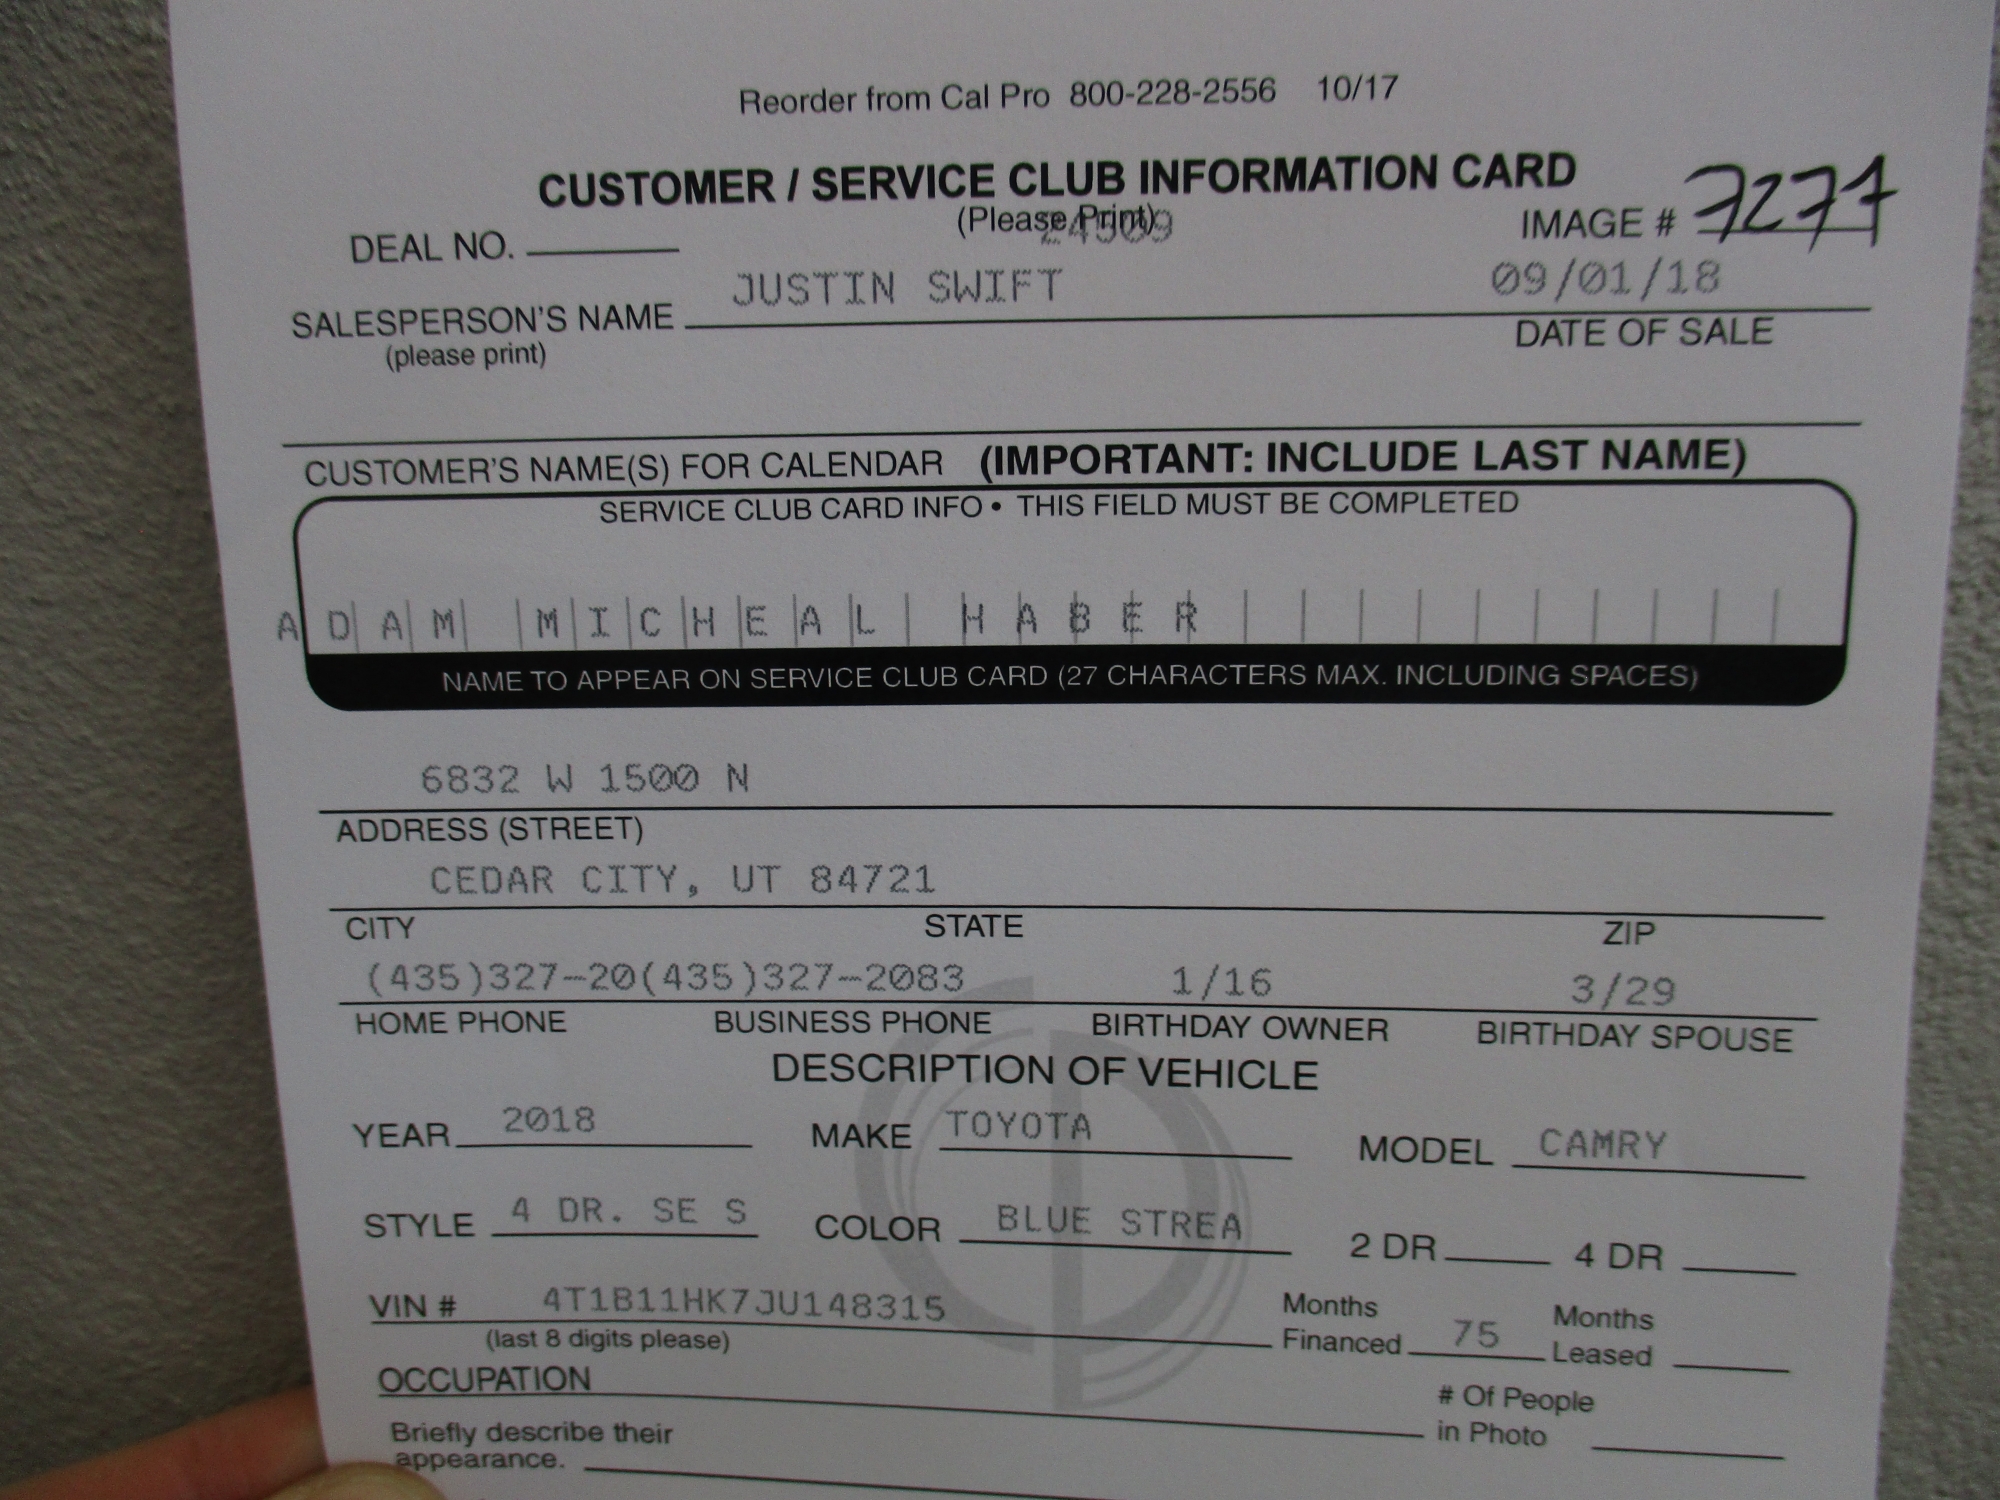 Reorder from Cal Pro 800-228-2556 10/17
CUSTOMER / SERVICE CLUB INFORMATION CARD
(Please Print)
DEAL NO. IMAGE # 7271
JUSTIN SWIFT 09/01/18
SALESPERSON'S NAME DATE OF SALE
(please print)
CUSTOMER'S NAME(S) FOR CALENDAR (IMPORTANT: INCLUDE LAST NAME)
SERVICE CLUB CARD INFO • THIS FIELD MUST BE COMPLETED
ADAM MICHEAL HABER
NAME TO APPEAR ON SERVICE CLUB CARD (27 CHARACTERS MAX. INCLUDING SPACES)
6832 W 1500 N
ADDRESS (STREET)
CEDAR CITY, UT 84721
CITY STATE ZIP
(435)327-20(435)327-2083 1/16 3/29
HOME PHONE BUSINESS PHONE BIRTHDAY OWNER BIRTHDAY SPOUSE
DESCRIPTION OF VEHICLE
YEAR 2018 MAKE TOYOTA MODEL CAMRY
STYLE 4 DR. SE S COLOR BLUE STREA 2 DR 4 DR
VIN # 4T1B11HK7JU148315 Months Financed 75 Months Leased
(last 8 digits please)
OCCUPATION # Of People in Photo
Briefly describe their
appearance.